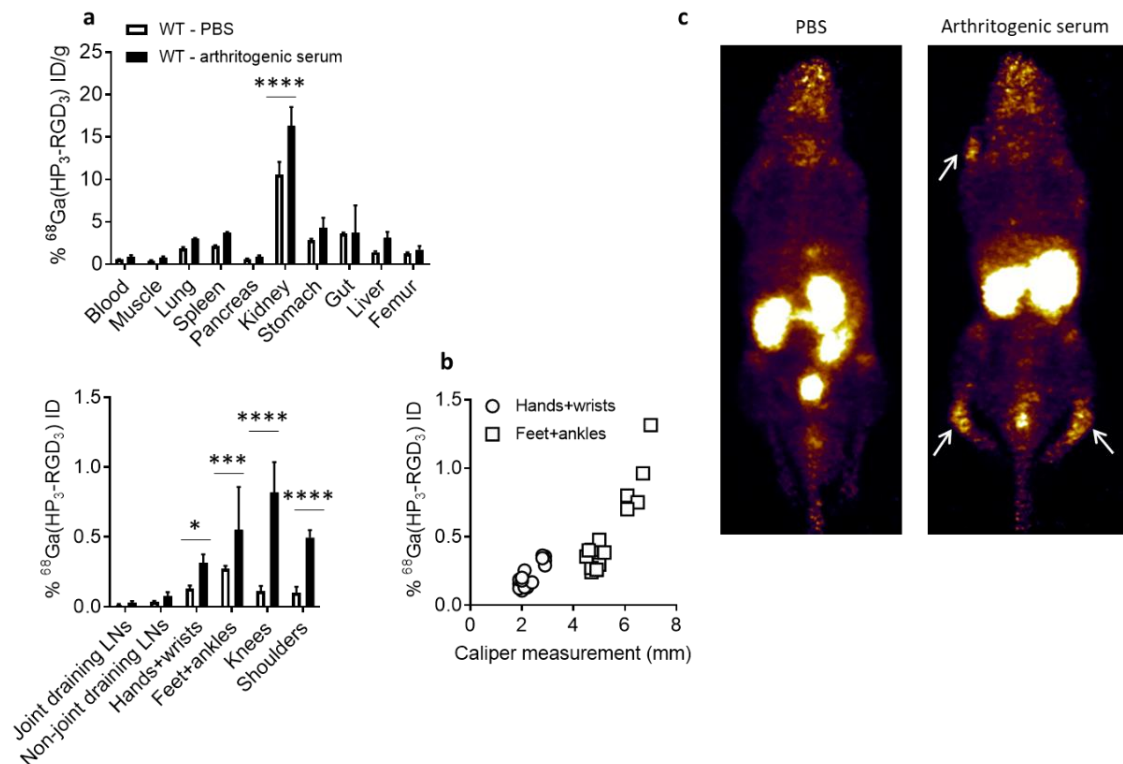 a
WT - PBS
WT - arthritogenic serum
% ⁶⁸Ga(HP₃-RGD₃) ID/g
25
20
15
10
5
0
****
Blood
Muscle
Lung
Spleen
Pancreas
Kidney
Stomach
Gut
Liver
Femur
% ⁶⁸Ga(HP₃-RGD₃) ID
1.5
1.0
0.5
0.0
*
***
****
****
Joint draining LNs
Non-joint draining LNs
Hands+wrists
Feet+ankles
Knees
Shoulders
b
Hands+wrists
Feet+ankles
% ⁶⁸Ga(HP₃-RGD₃) ID
1.5
1.0
0.5
0.0
0 2 4 6 8
Caliper measurement (mm)
c
PBS
Arthritogenic serum